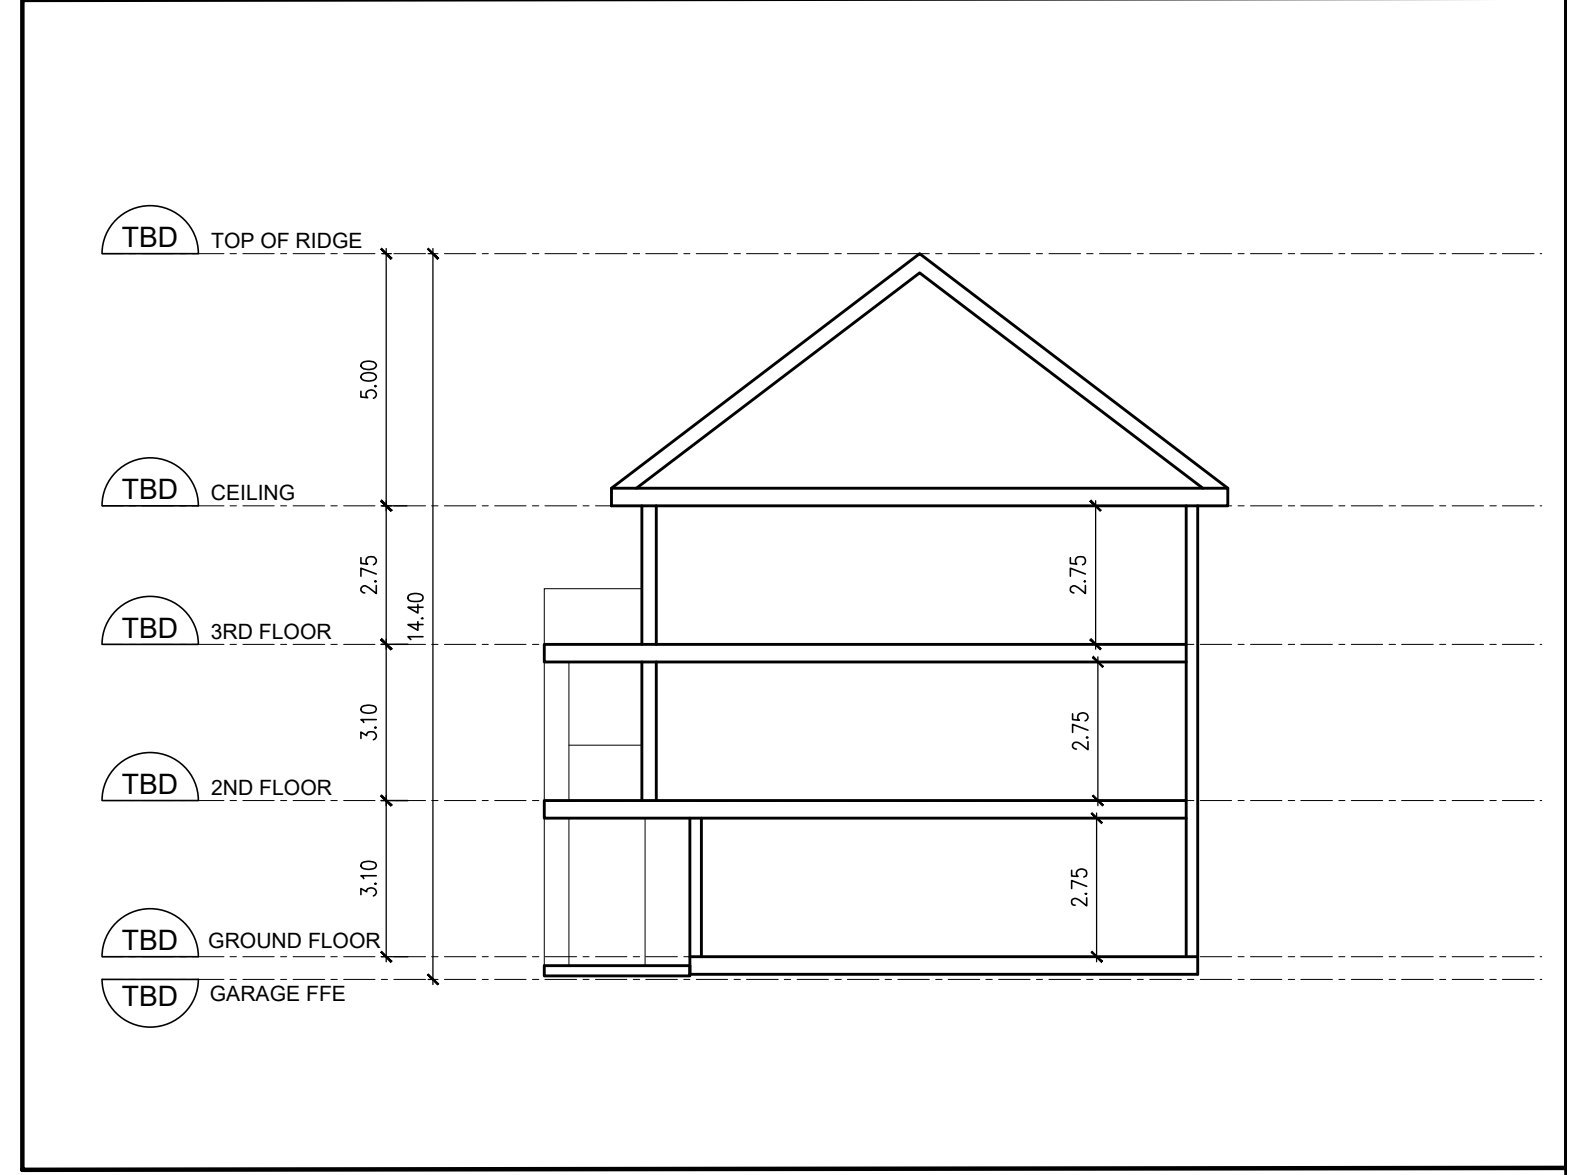 TBD TOP OF RIDGE
5.00
TBD CEILING
2.75
2.75
14.40
TBD 3RD FLOOR
3.10
2.75
TBD 2ND FLOOR
3.10
2.75
TBD GROUND FLOOR
TBD GARAGE FFE